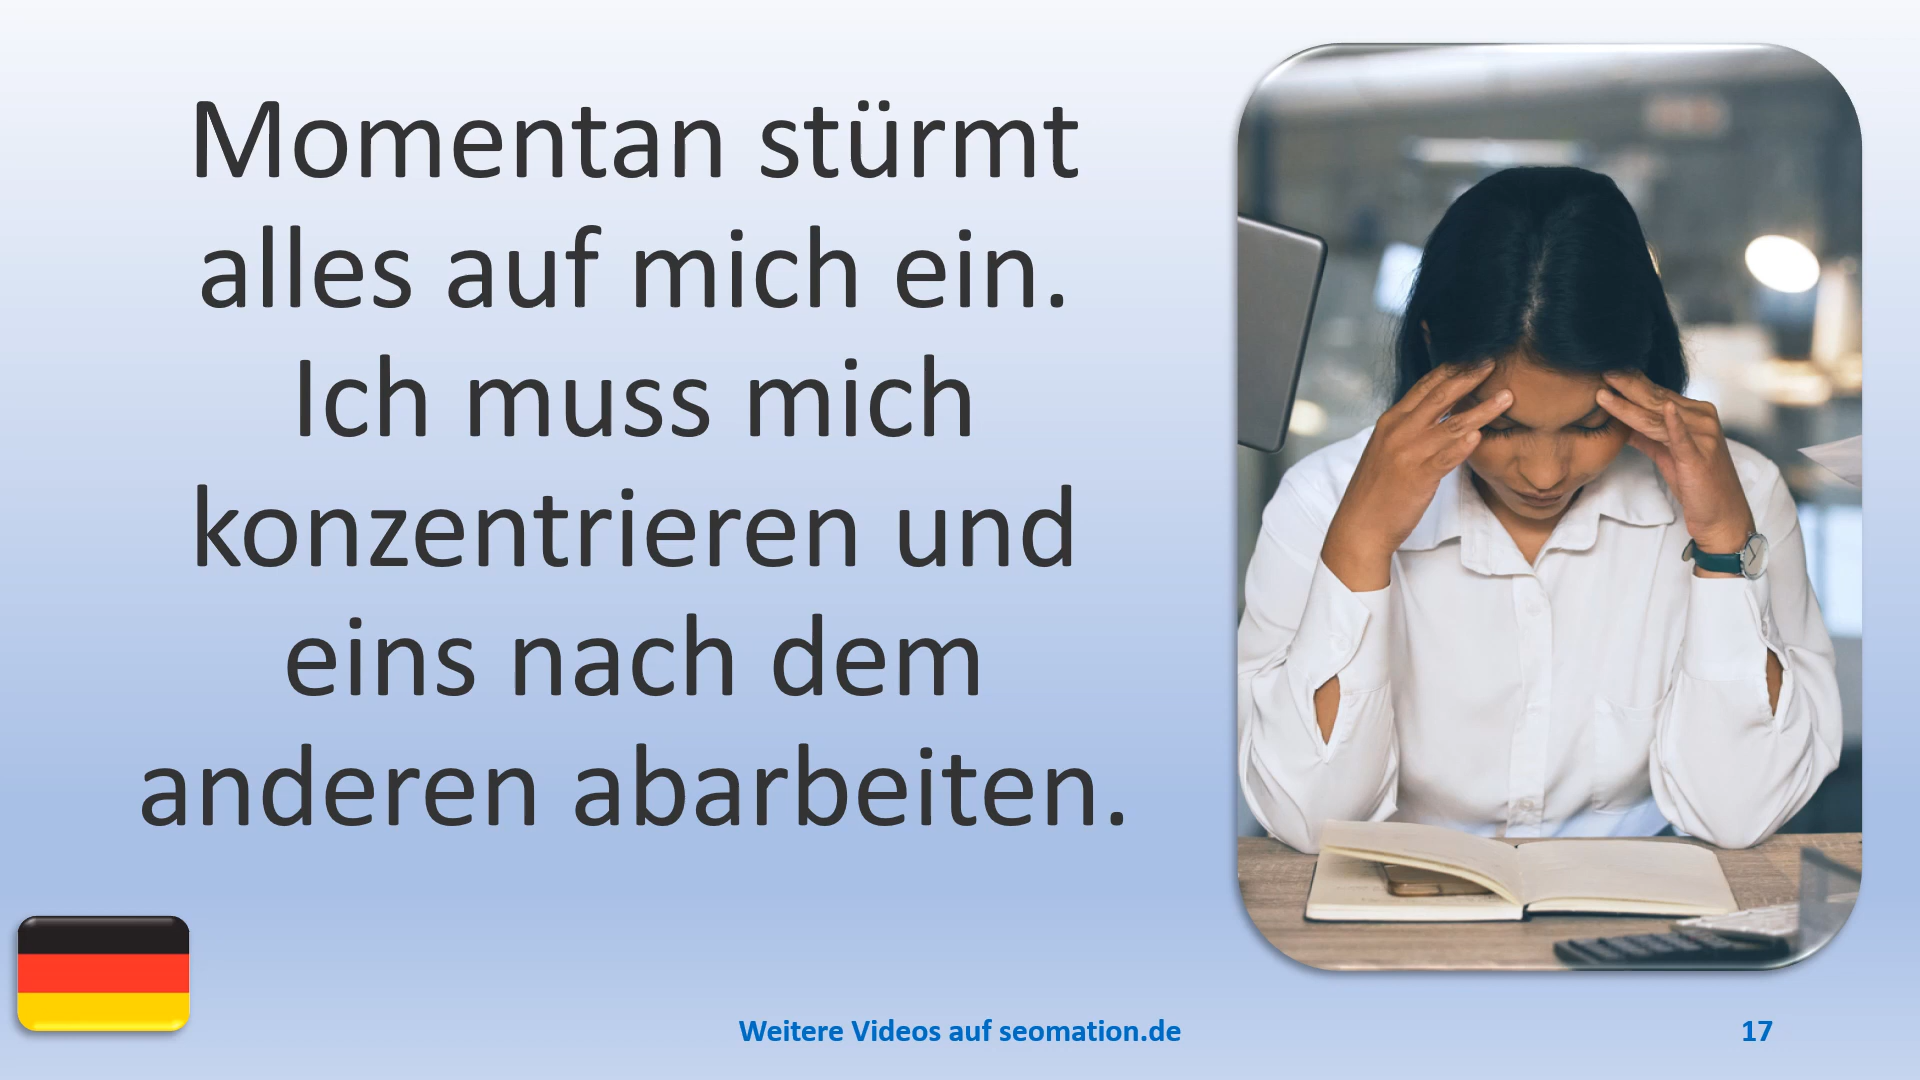 Momentan stürmt
alles auf mich ein.
Ich muss mich
konzentrieren und
eins nach dem
anderen abarbeiten.
Weitere Videos auf seomation.de
17